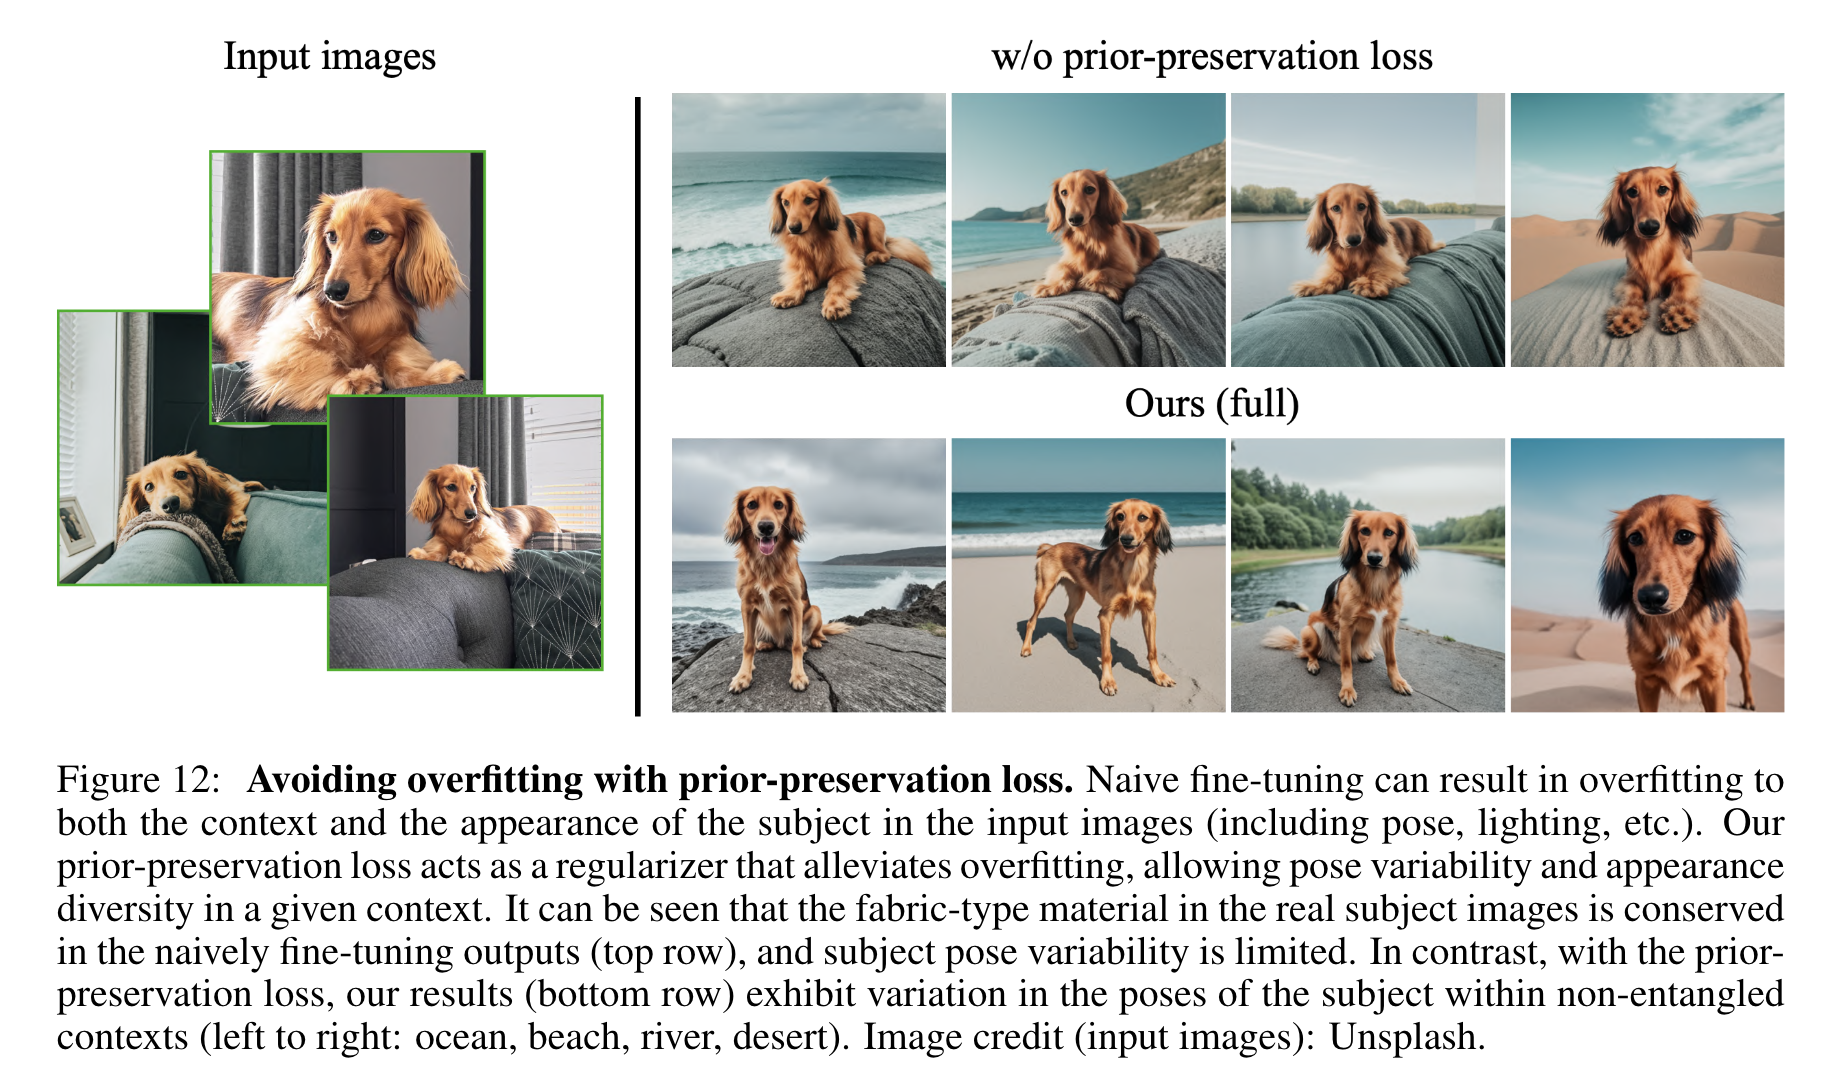 Input images
w/o prior-preservation loss
Ours (full)
Figure 12: Avoiding overfitting with prior-preservation loss. Naive fine-tuning can result in overfitting to
both the context and the appearance of the subject in the input images (including pose, lighting, etc.). Our
prior-preservation loss acts as a regularizer that alleviates overfitting, allowing pose variability and appearance
diversity in a given context. It can be seen that the fabric-type material in the real subject images is conserved
in the naively fine-tuning outputs (top row), and subject pose variability is limited. In contrast, with the prior-
preservation loss, our results (bottom row) exhibit variation in the poses of the subject within non-entangled
contexts (left to right: ocean, beach, river, desert). Image credit (input images): Unsplash.